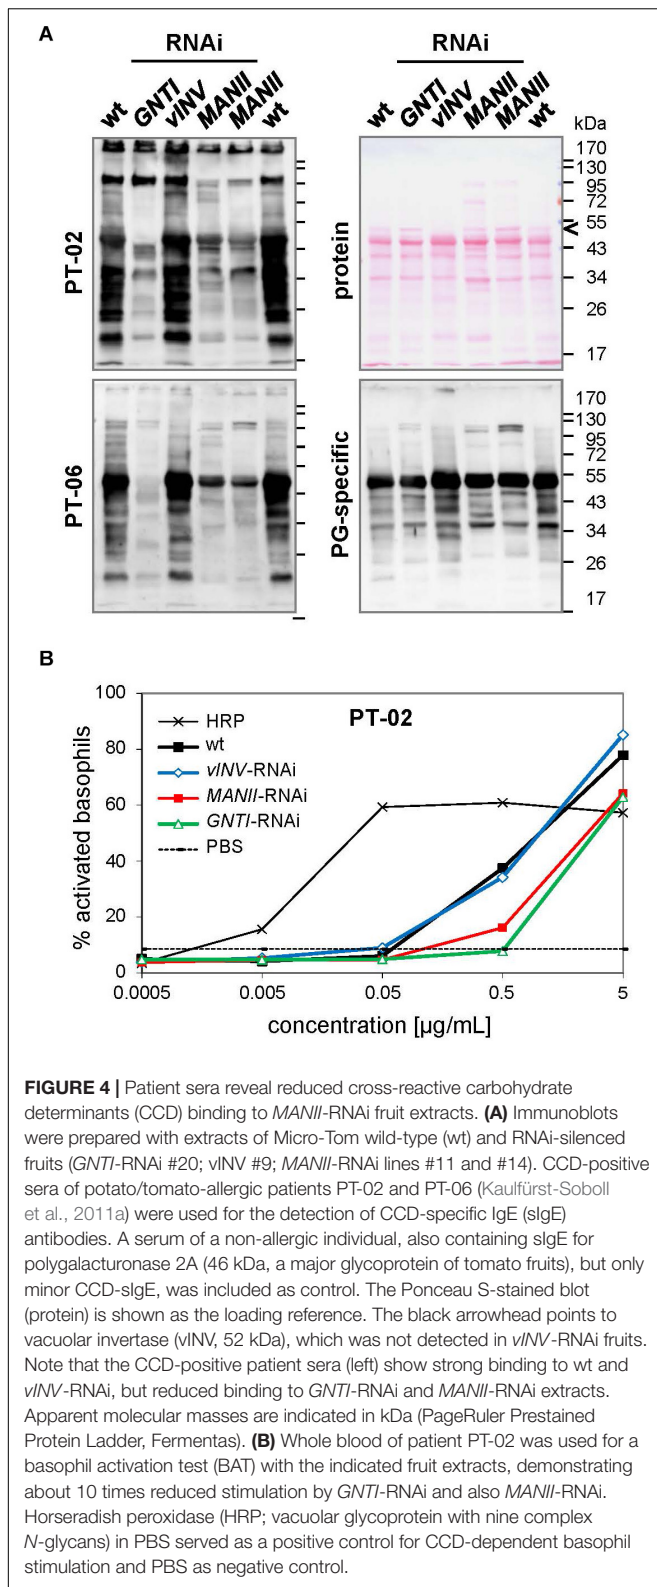 A
RNAi
RNAi
wt GNTI vINV MANII MANII wt
wt GNTI vINV MANII MANII wt
kDa
PT-02
protein
170
130
95
72
55
<
43
34
26
17
PT-06
PG-specific
170
130
95
72
55
43
34
26
17
B
100
80
60
40
20
0
% activated basophils
PT-02
HRP
wt
vINV-RNAi
MANII-RNAi
GNTI-RNAi
PBS
0.0005 0.005 0.05 0.5 5
concentration [µg/mL]
FIGURE 4 | Patient sera reveal reduced cross-reactive carbohydrate
determinants (CCD) binding to MANII-RNAi fruit extracts. (A) Immunoblots
were prepared with extracts of Micro-Tom wild-type (wt) and RNAi-silenced
fruits (GNTI-RNAi #20; vINV #9; MANII-RNAi lines #11 and #14). CCD-positive
sera of potato/tomato-allergic patients PT-02 and PT-06 (Kaulfürst-Soboll
et al., 2011a) were used for the detection of CCD-specific IgE (sIgE)
antibodies. A serum of a non-allergic individual, also containing sIgE for
polygalacturonase 2A (46 kDa, a major glycoprotein of tomato fruits), but only
minor CCD-sIgE, was included as control. The Ponceau S-stained blot
(protein) is shown as the loading reference. The black arrowhead points to
vacuolar invertase (vINV, 52 kDa), which was not detected in vINV-RNAi fruits.
Note that the CCD-positive patient sera (left) show strong binding to wt and
vINV-RNAi, but reduced binding to GNTI-RNAi and MANII-RNAi extracts.
Apparent molecular masses are indicated in kDa (PageRuler Prestained
Protein Ladder, Fermentas). (B) Whole blood of patient PT-02 was used for a
basophil activation test (BAT) with the indicated fruit extracts, demonstrating
about 10 times reduced stimulation by GNTI-RNAi and also MANII-RNAi.
Horseradish peroxidase (HRP; vacuolar glycoprotein with nine complex
N-glycans) in PBS served as a positive control for CCD-dependent basophil
stimulation and PBS as negative control.